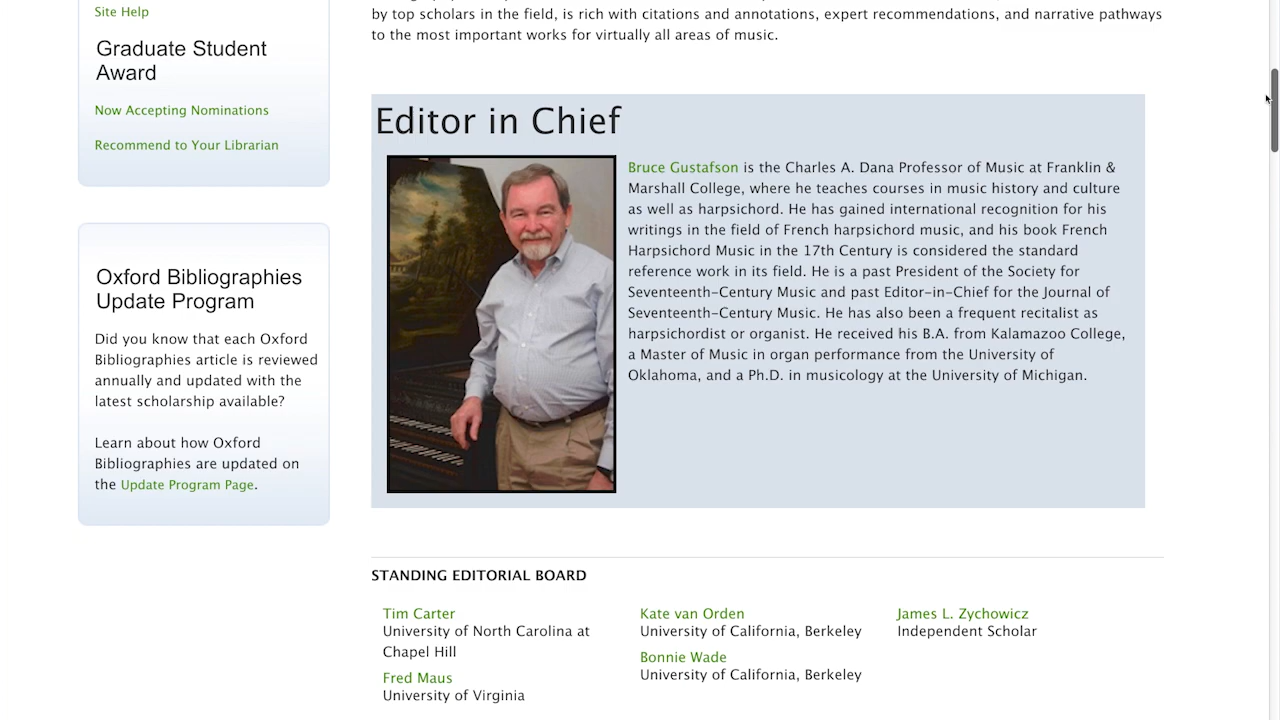 Site Help
Graduate Student
Award
Now Accepting Nominations
Recommend to Your Librarian
Oxford Bibliographies
Update Program
Did you know that each Oxford
Bibliographies article is reviewed
annually and updated with the
latest scholarship available?
Learn about how Oxford
Bibliographies are updated on
the Update Program Page.
by top scholars in the field, is rich with citations and annotations, expert recommendations, and narrative pathways
to the most important works for virtually all areas of music.
Editor in Chief
Bruce Gustafson is the Charles A. Dana Professor of Music at Franklin &
Marshall College, where he teaches courses in music history and culture
as well as harpsichord. He has gained international recognition for his
writings in the field of French harpsichord music, and his book French
Harpsichord Music in the 17th Century is considered the standard
reference work in its field. He is a past President of the Society for
Seventeenth-Century Music and past Editor-in-Chief for the Journal of
Seventeenth-Century Music. He has also been a frequent recitalist as
harpsichordist or organist. He received his B.A. from Kalamazoo College,
a Master of Music in organ performance from the University of
Oklahoma, and a Ph.D. in musicology at the University of Michigan.
STANDING EDITORIAL BOARD
Tim Carter
University of North Carolina at
Chapel Hill
Fred Maus
University of Virginia
Kate van Orden
University of California, Berkeley
Bonnie Wade
University of California, Berkeley
James L. Zychowicz
Independent Scholar